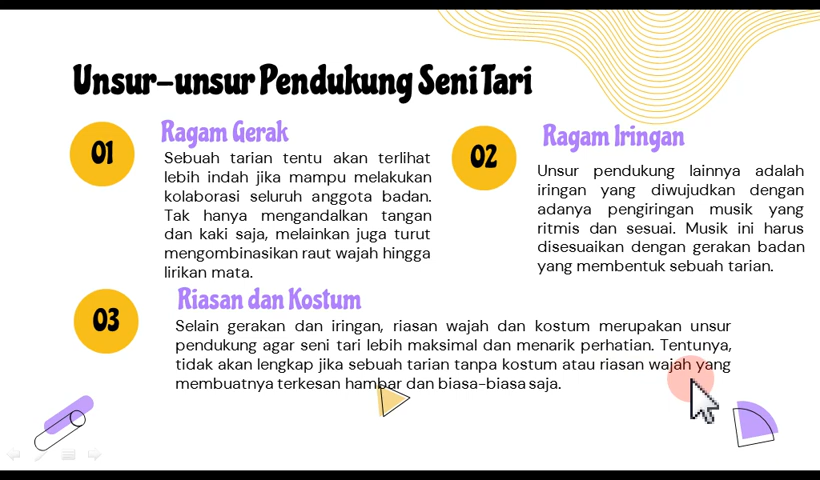 Unsur-unsur Pendukung Seni Tari
01
Ragam Gerak
Sebuah tarian tentu akan terlihat
lebih indah jika mampu melakukan
kolaborasi seluruh anggota badan.
Tak hanya mengandalkan tangan
dan kaki saja, melainkan juga turut
mengombinasikan raut wajah hingga
lirikan mata.
02
Ragam Iringan
Unsur pendukung lainnya adalah
iringan yang diwujudkan dengan
adanya pengiringan musik yang
ritmis dan sesuai. Musik ini harus
disesuaikan dengan gerakan badan
yang membentuk sebuah tarian.
03
Riasan dan Kostum
Selain gerakan dan iringan, riasan wajah dan kostum merupakan unsur
pendukung agar seni tari lebih maksimal dan menarik perhatian. Tentunya,
tidak akan lengkap jika sebuah tarian tanpa kostum atau riasan wajah yang
membuatnya terkesan hambar dan biasa-biasa saja.